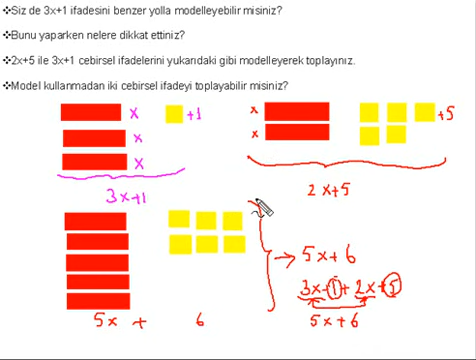 ❖Siz de 3x+1 ifadesini benzer yolla modelleyebilir misiniz?
❖Bunu yaparken nelere dikkat ettiniz?
❖2x+5 ile 3x+1 cebirsel ifadelerini yukarıdaki gibi modelleyerek toplayınız.
❖Model kullanmadan iki cebirsel ifadeyi toplayabilir misiniz?
x +1
x
x
3x+1
x +5
x
2x+5
5x + 6
→ 5x+6
3x+1+2x+5
5x+6